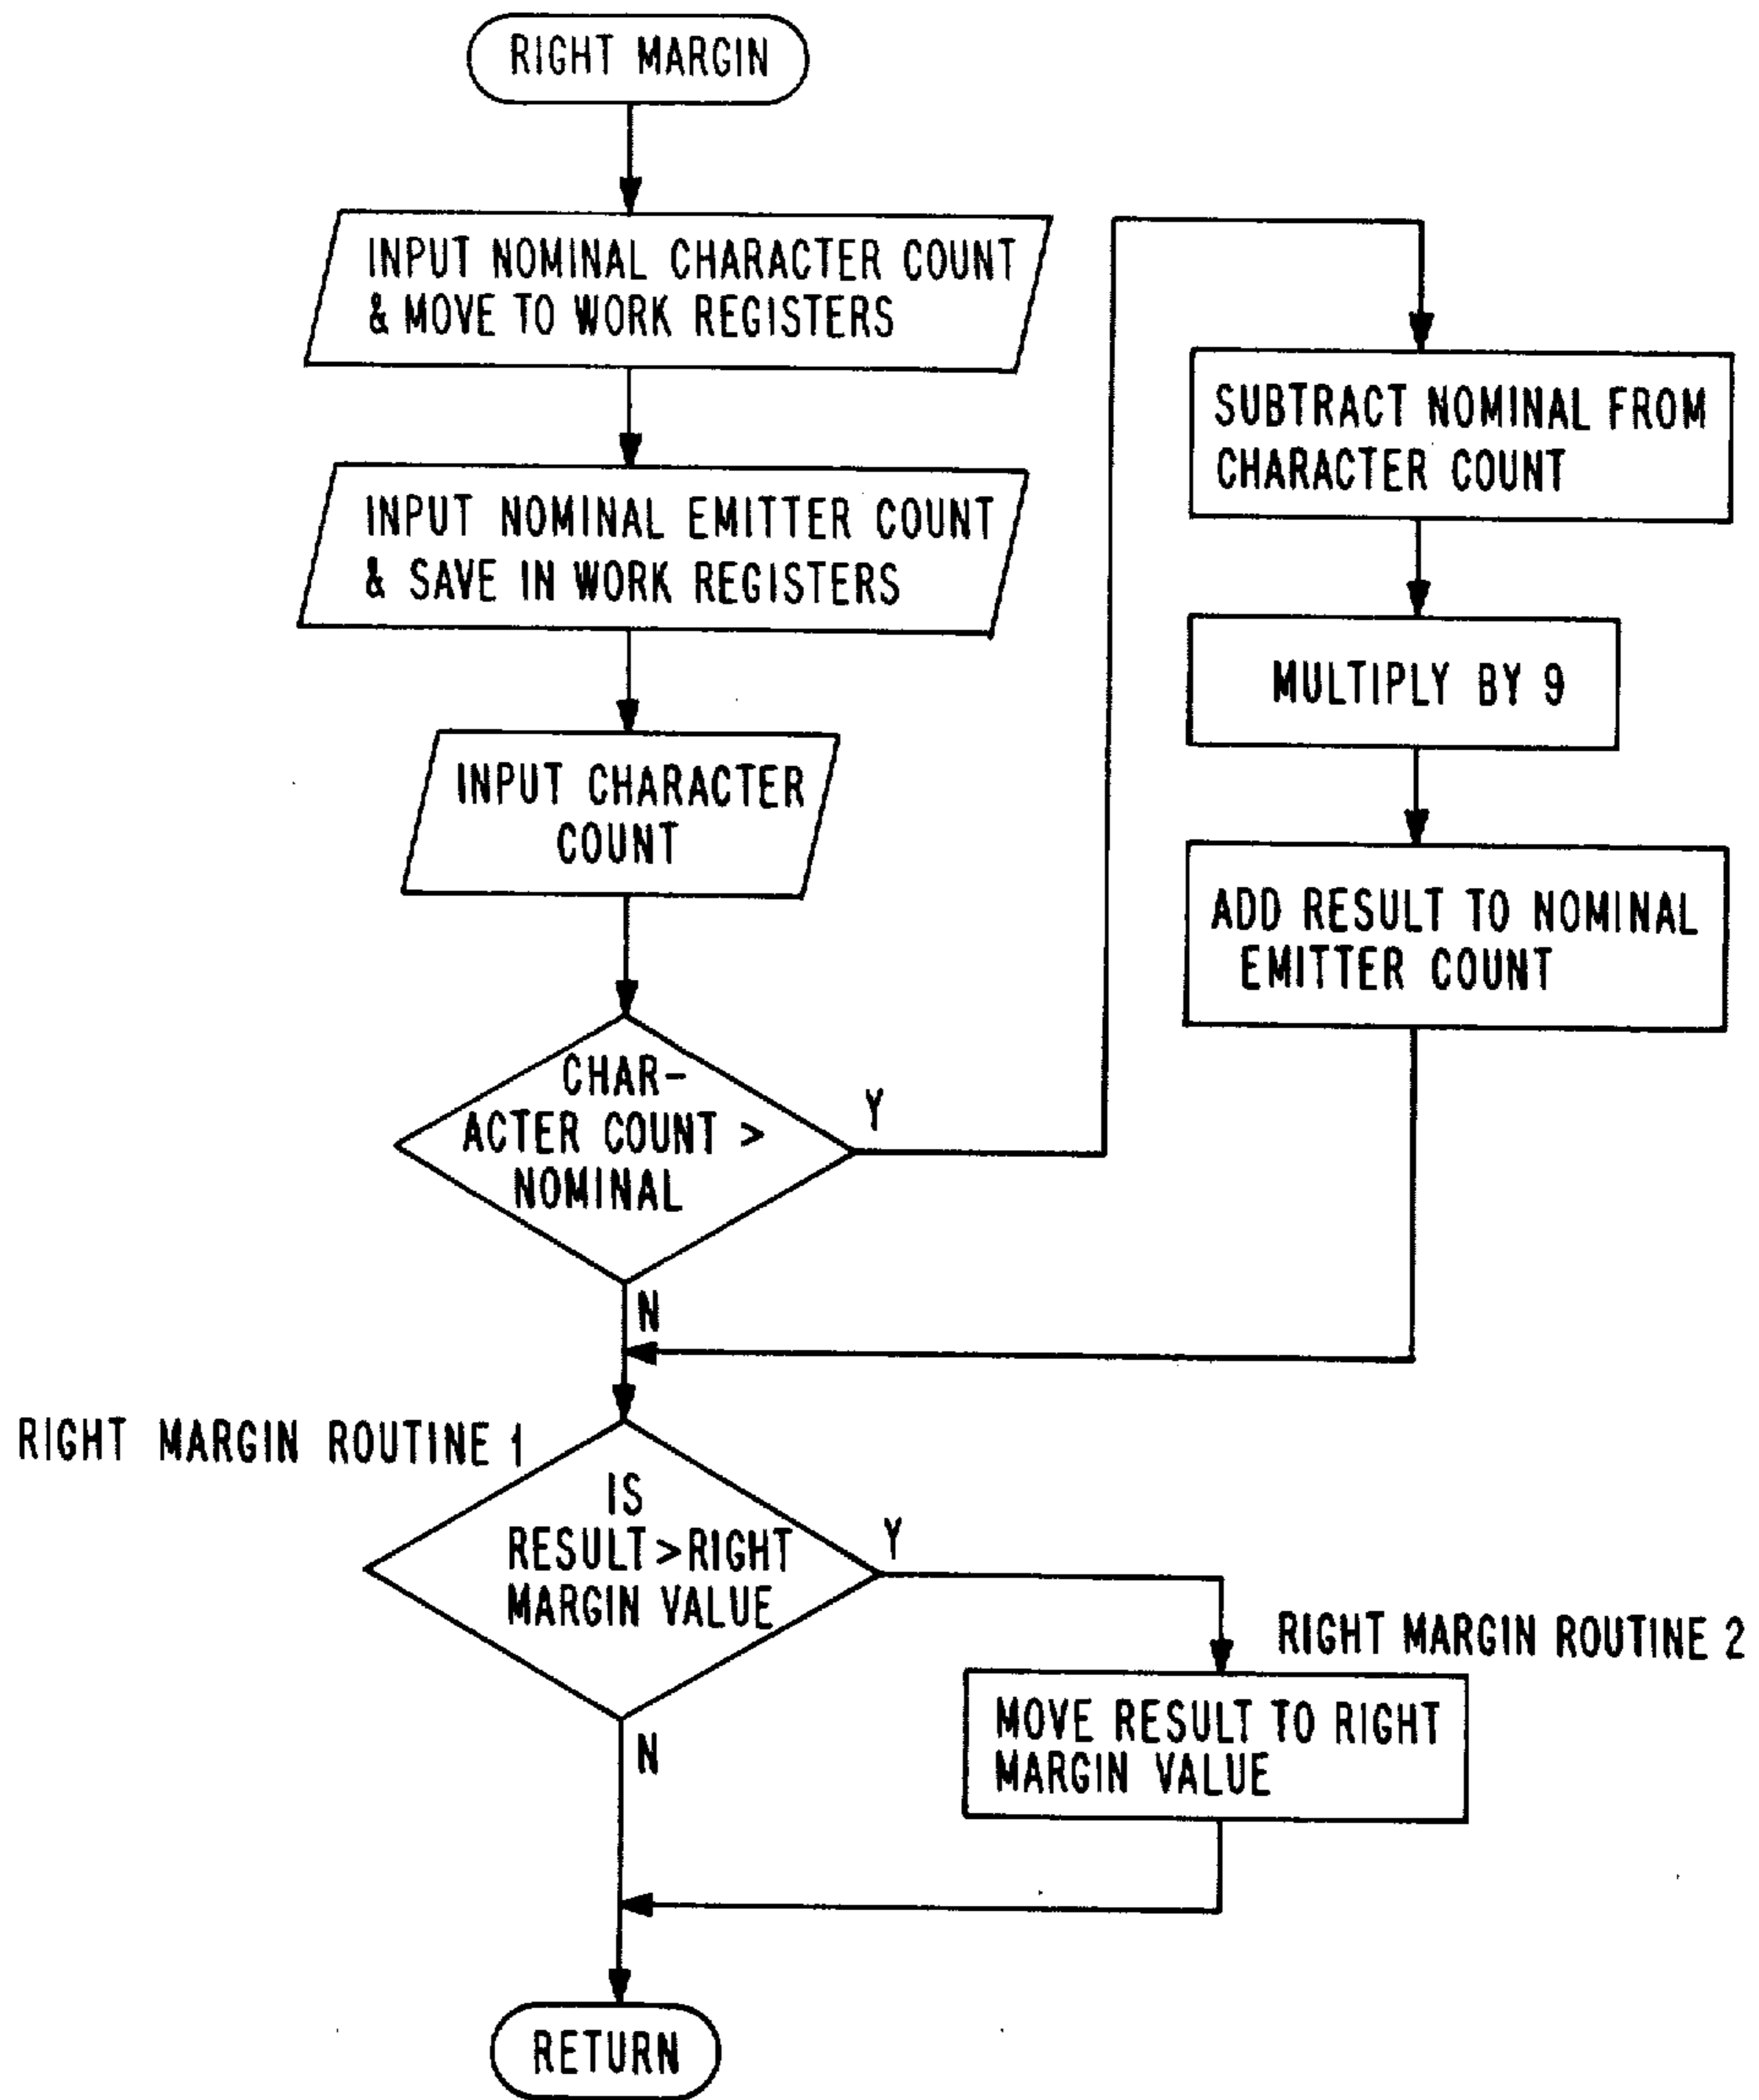 RIGHT MARGIN
INPUT NOMINAL CHARACTER COUNT
& MOVE TO WORK REGISTERS
INPUT NOMINAL EMITTER COUNT
& SAVE IN WORK REGISTERS
INPUT CHARACTER
COUNT
CHAR-
ACTER COUNT >
NOMINAL
Y
N
SUBTRACT NOMINAL FROM
CHARACTER COUNT
MULTIPLY BY 9
ADD RESULT TO NOMINAL
EMITTER COUNT
RIGHT MARGIN ROUTINE 1
IS
RESULT > RIGHT
MARGIN VALUE
Y
N
RIGHT MARGIN ROUTINE 2
MOVE RESULT TO RIGHT
MARGIN VALUE
RETURN